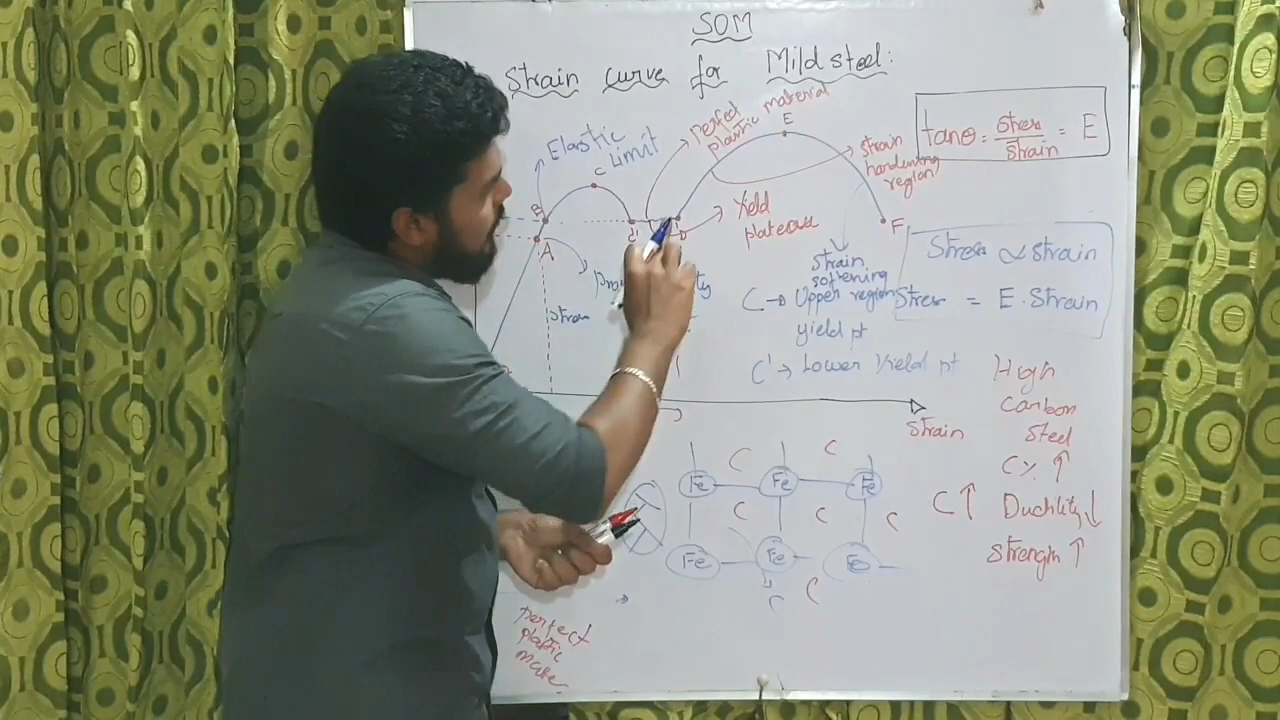 SOM
Strain curve for Mild steel:
Elastic
Limit
perfect
plastic material
E
strain
hardening
region
tanθ = stress/strain = E
B
C
A
C'
D
F
Yield
plateau
strain
softening
region
Stress ∝ strain
Stress = E. Strain
C → Upper
yield pt
C' → Lower Yield pt
Strain
High
Carbon
Steel
C% ↑
C ↑ Ductility ↓
strength ↑
C C
Fe Fe Fe
C C C
Fe Fe Fe
C C
perfect
plastic